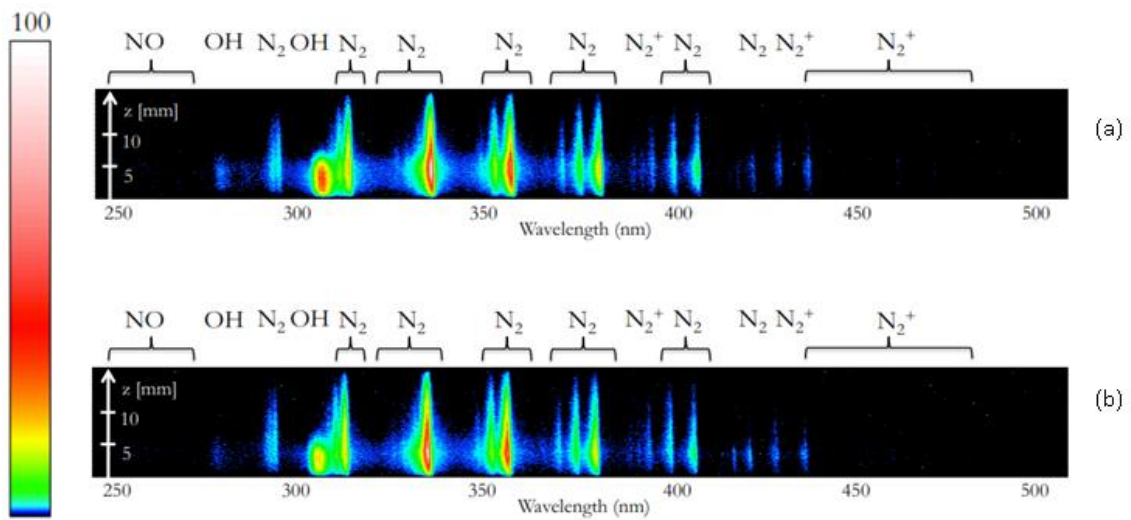 100
NO OH N₂ OH N₂ N₂ N₂ N₂ N₂⁺ N₂ N₂ N₂⁺ N₂⁺
z [mm]
10
5
(a)
250 300 350 400 450 500
Wavelength (nm)
NO OH N₂ OH N₂ N₂ N₂ N₂ N₂⁺ N₂ N₂ N₂⁺ N₂⁺
z [mm]
10
5
(b)
250 300 350 400 450 500
Wavelength (nm)